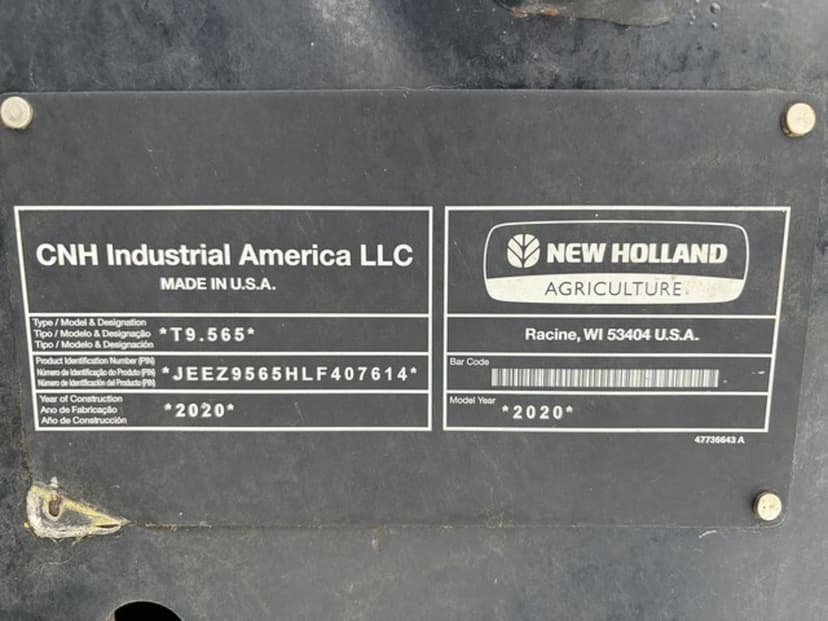 CNH Industrial America LLC
MADE IN U.S.A.
Type / Model & Designation
Tipo / Modelo & Designação
Tipo / Modelo & Designación
*T9.565*
Product Identification Number (PIN)
Número de Identificação do Produto (PIN)
Número de Identificación del Producto (PIN)
*JEEZ9565HLF407614*
Year of Construction
Ano de Fabricação
Año de Construcción
*2020*
NEW HOLLAND
AGRICULTURE
Racine, WI 53404 U.S.A.
Bar Code
Model Year
*2020*
47736643 A